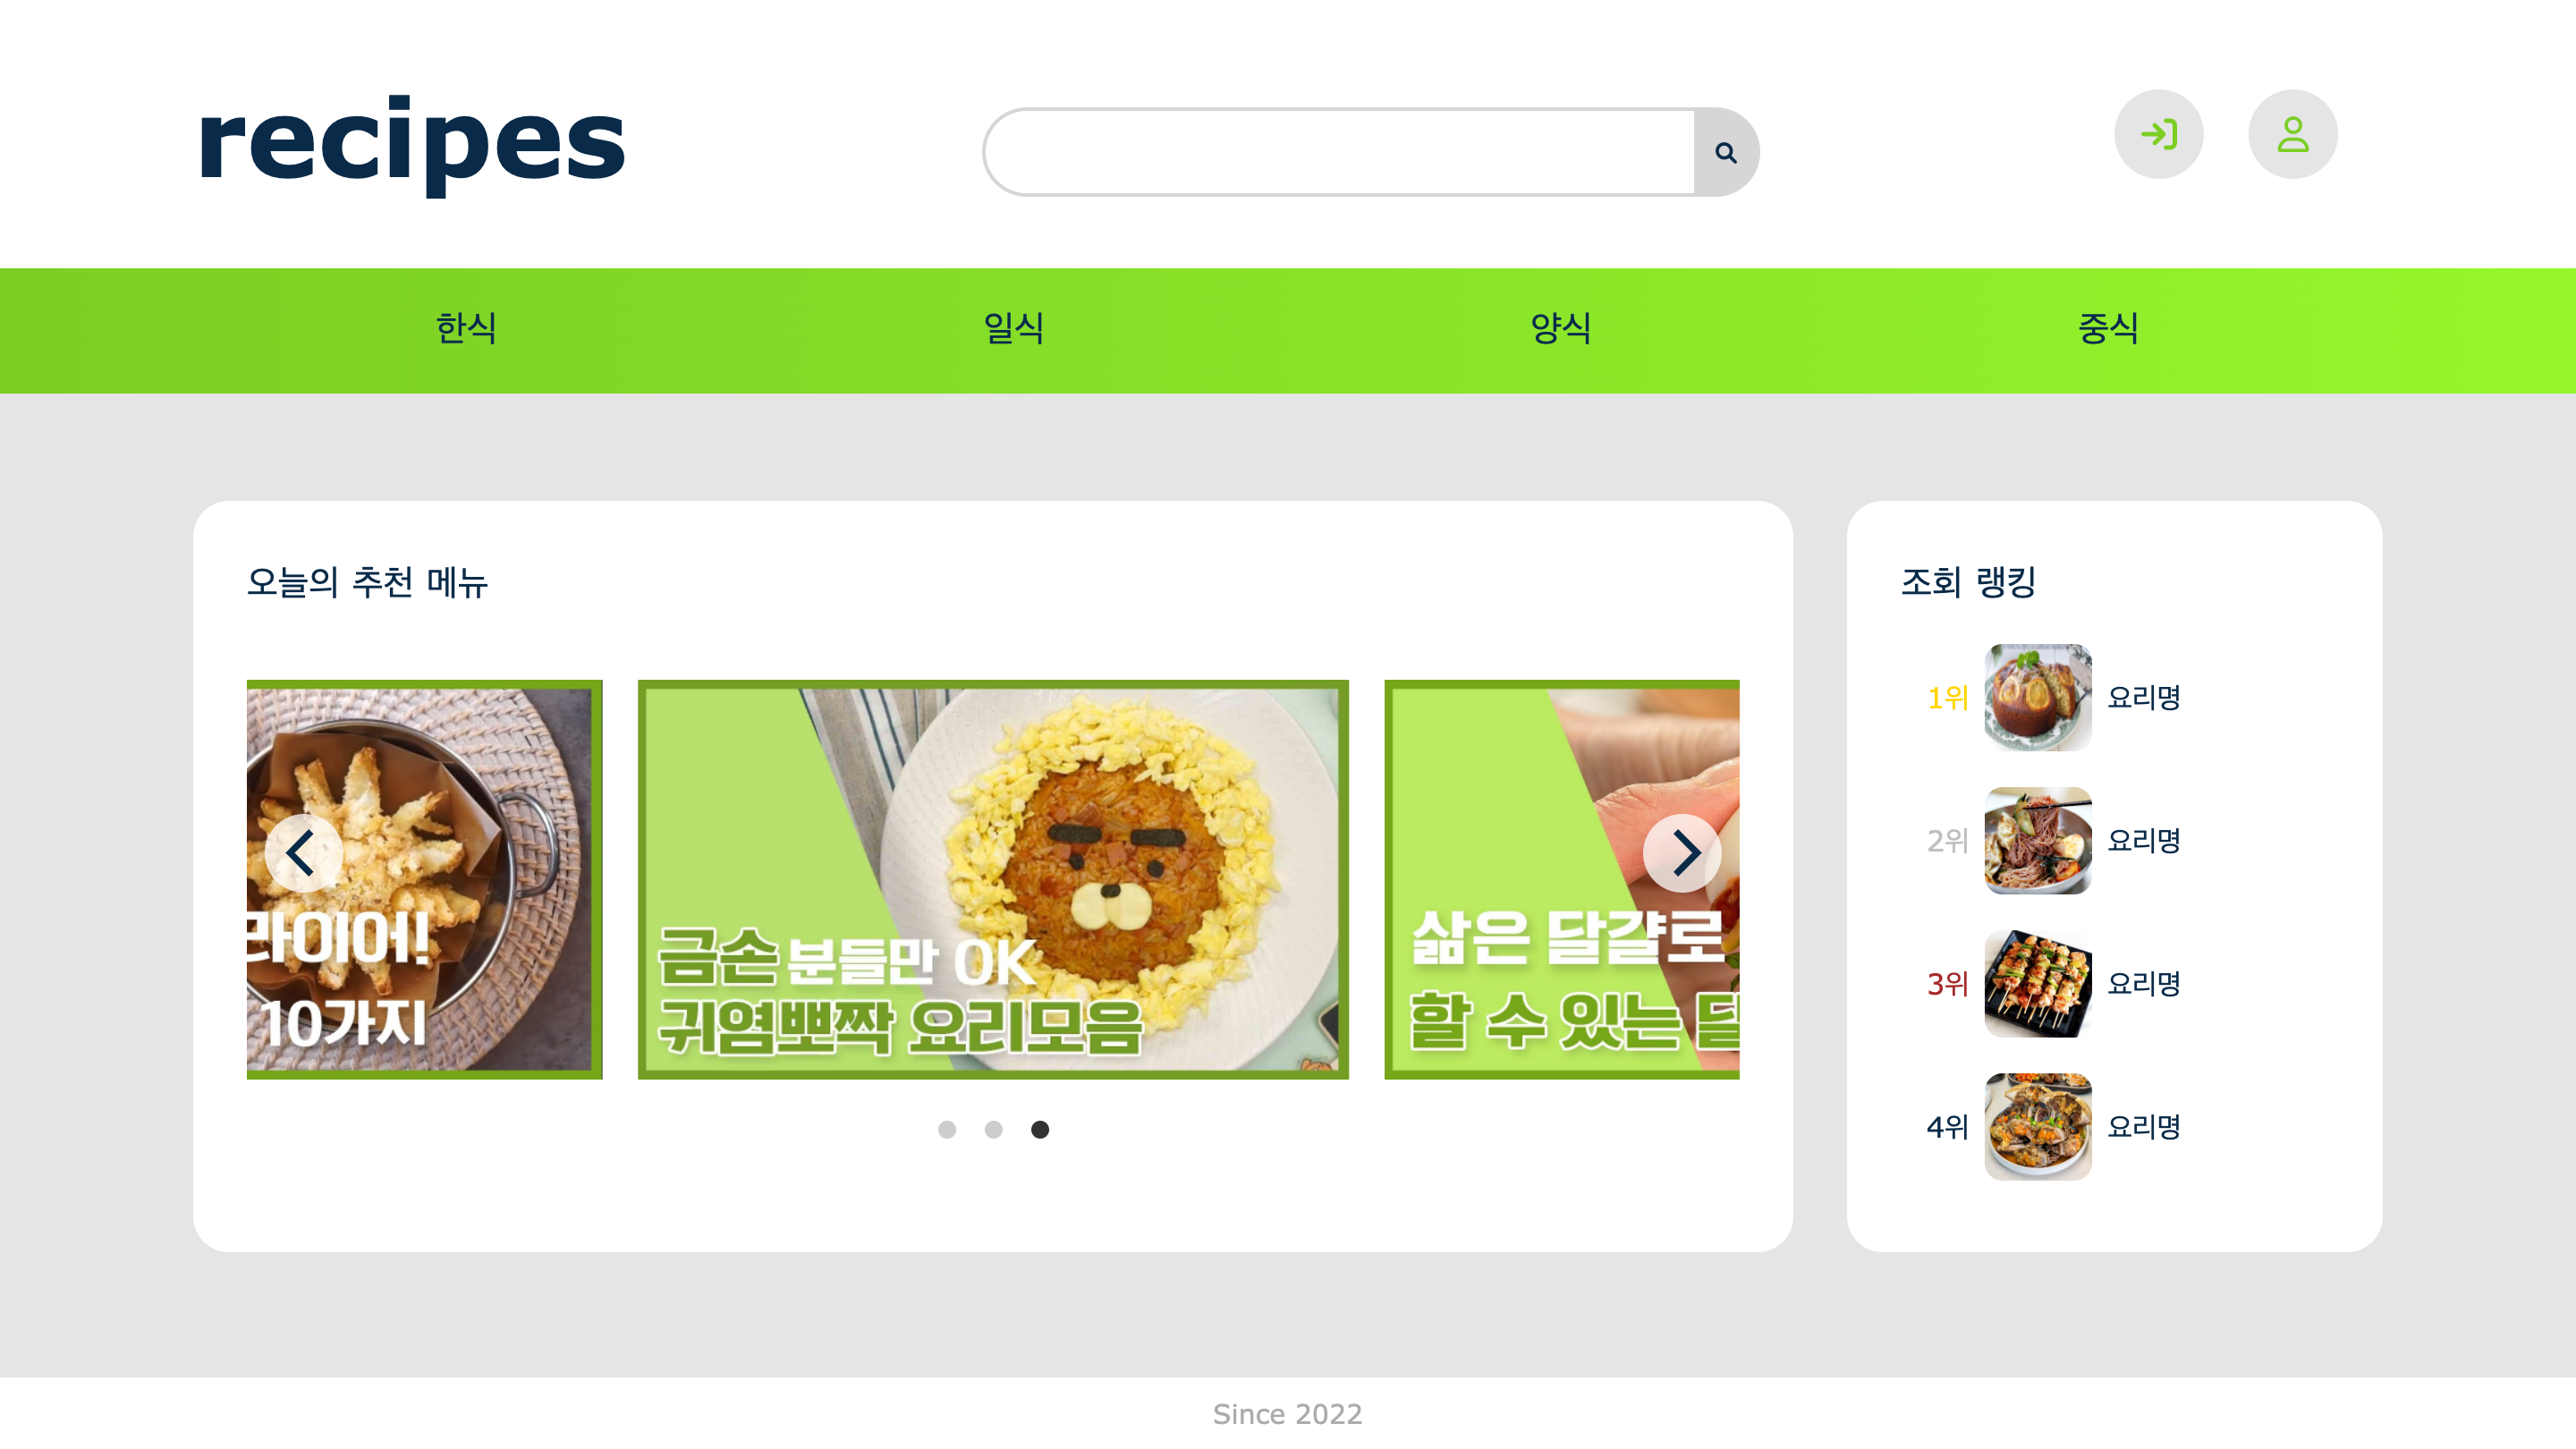 recipes
한식
일식
양식
중식
오늘의 추천 메뉴
라이어!
10가지
금손 분들만 OK
귀염뽀짝 요리모음
삶은 달걀로
할 수 있는
조회 랭킹
1위 요리명
2위 요리명
3위 요리명
4위 요리명
Since 2022